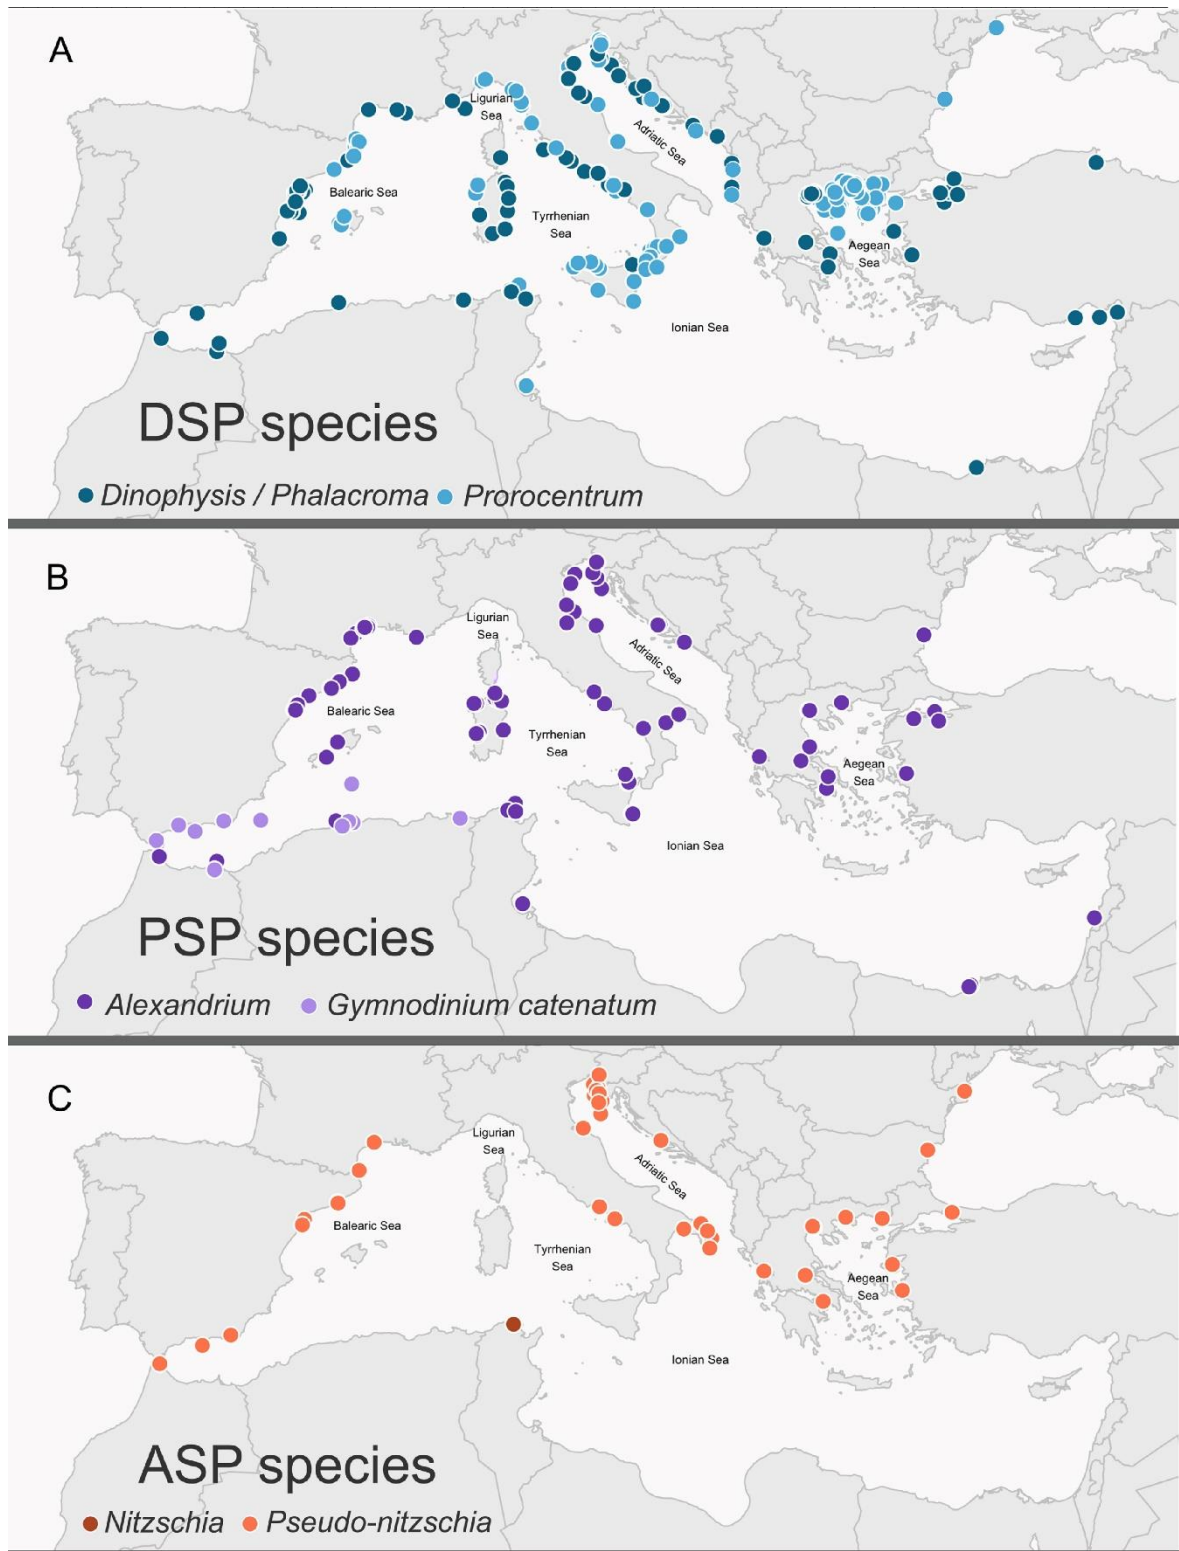 A
Ligurian
Sea
Adriatic Sea
Balearic Sea
Tyrrhenian
Sea
Aegean
Sea
Ionian Sea
DSP species
Dinophysis / Phalacroma
Prorocentrum
B
Ligurian
Sea
Adriatic Sea
Balearic Sea
Tyrrhenian
Sea
Aegean
Sea
Ionian Sea
PSP species
Alexandrium
Gymnodinium catenatum
C
Ligurian
Sea
Adriatic Sea
Balearic Sea
Tyrrhenian
Sea
Aegean
Sea
Ionian Sea
ASP species
Nitzschia
Pseudo-nitzschia